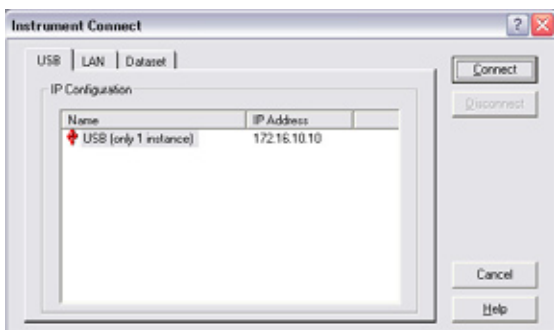 Instrument Connect
USB LAN Dataset
Connect
IP Configuration
Disconnect
Name IP Address
USB (only 1 instance) 172.16.10.10
Cancel
Help